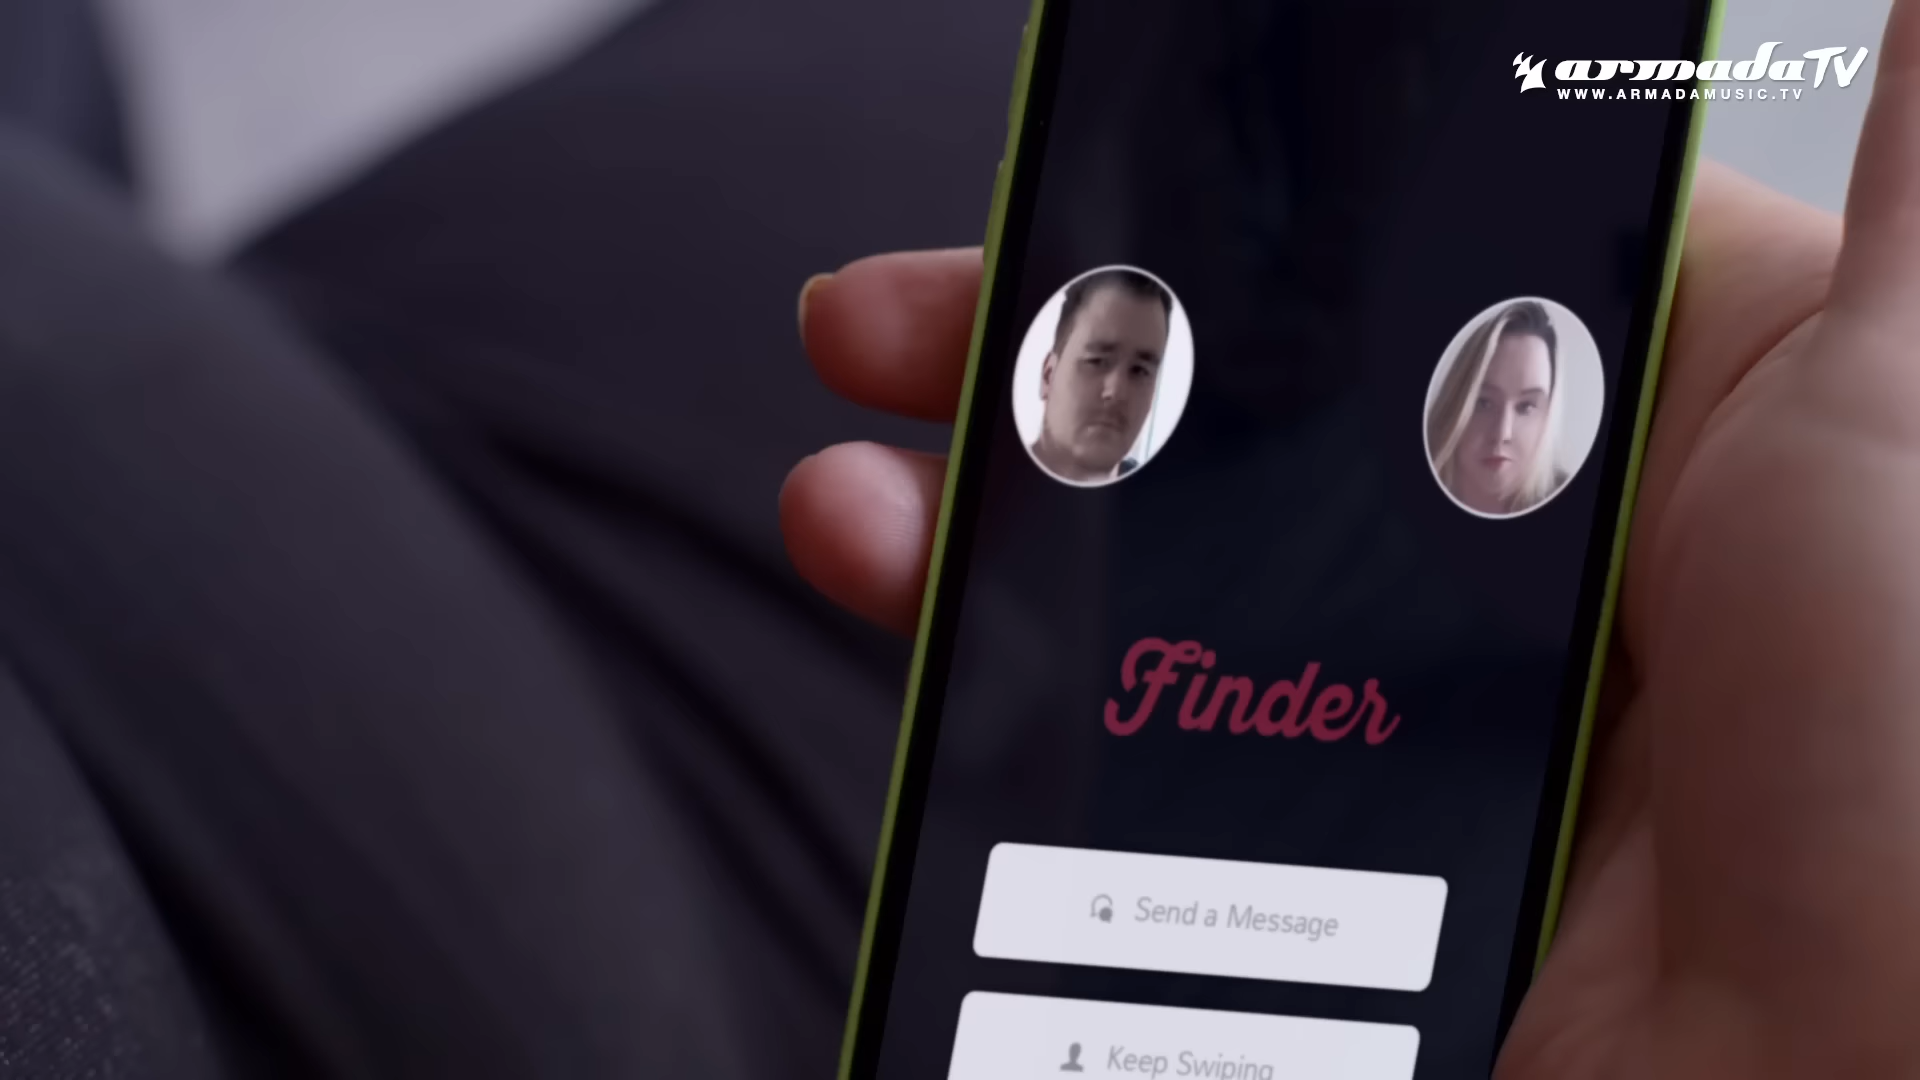 armadaTV
WWW.ARMADAMUSIC.TV
Finder
Send a Message
Keep Swiping